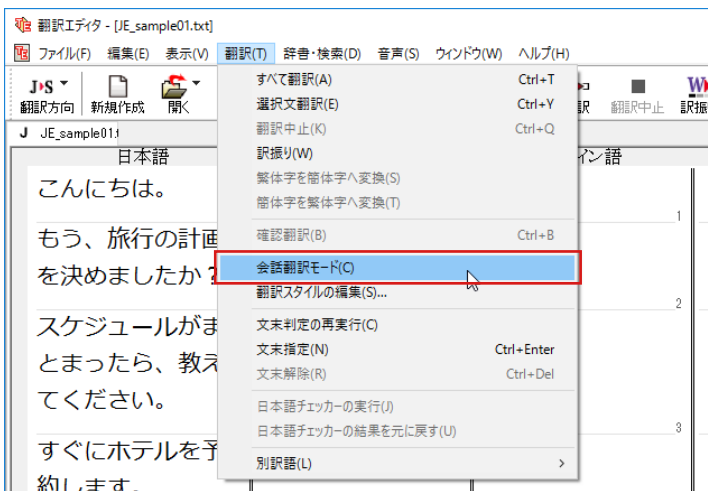 翻訳エディタ - [JE_sample01.txt]
ファイル(F) 編集(E) 表示(V) 翻訳(T) 辞書・検索(D) 音声(S) ウィンドウ(W) ヘルプ(H)
J▸S
翻訳方向 新規作成 開く 訳 翻訳中止 訳振
J JE_sample01.t
日本語 イン語
こんにちは。
1
もう、旅行の計画
を決めましたか?
2
スケジュールがま
とまったら、教え
てください。
3
すぐにホテルを予
約します。
すべて翻訳(A) Ctrl+T
選択文翻訳(E) Ctrl+Y
翻訳中止(K) Ctrl+Q
訳振り(W)
繁体字を簡体字へ変換(S)
簡体字を繁体字へ変換(T)
確認翻訳(B) Ctrl+B
会話翻訳モード(C)
翻訳スタイルの編集(S)...
文末判定の再実行(C)
文末指定(N) Ctrl+Enter
文末解除(R) Ctrl+Del
日本語チェッカーの実行(J)
日本語チェッカーの結果を元に戻す(U)
別訳語(L) >